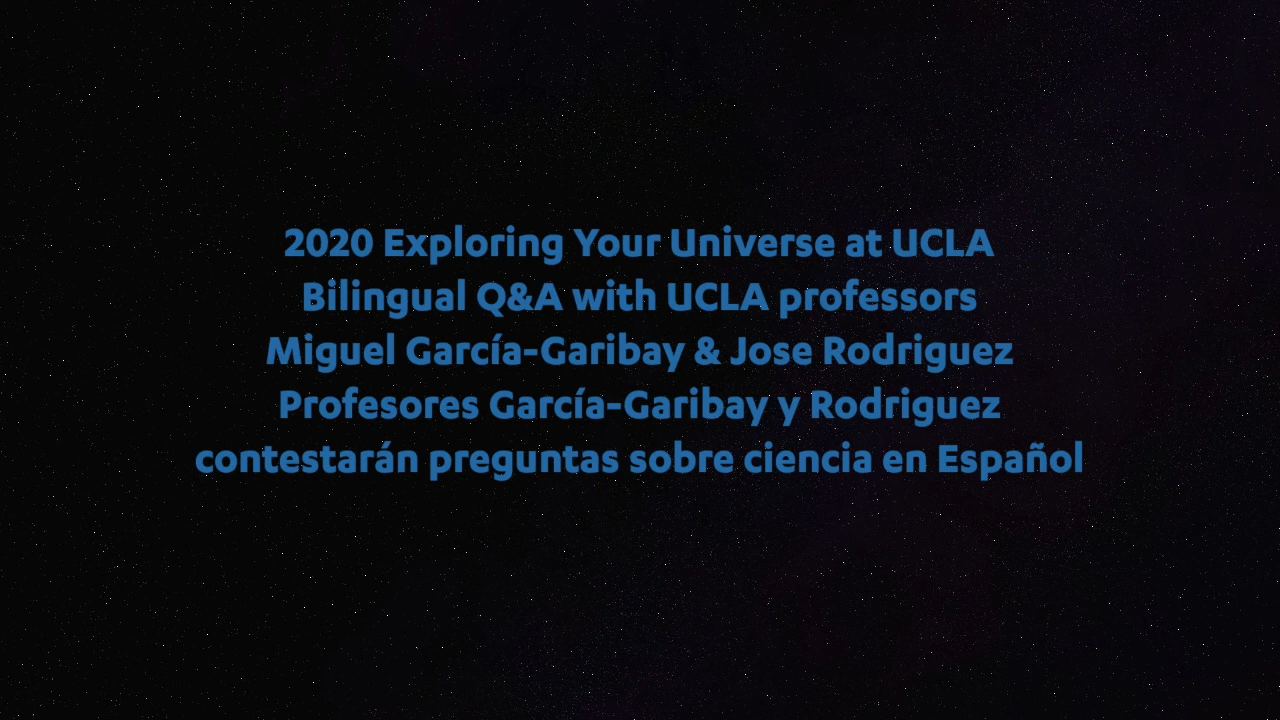 2020 Exploring Your Universe at UCLA
Bilingual Q&A with UCLA professors
Miguel García-Garibay & Jose Rodriguez
Profesores García-Garibay y Rodriguez
contestarán preguntas sobre ciencia en Español